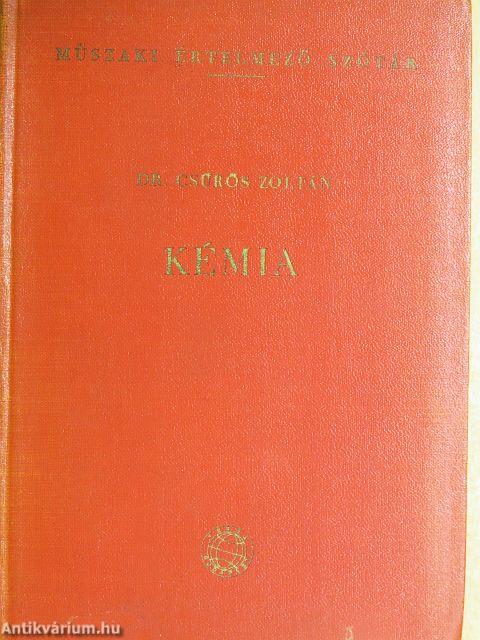 MŰSZAKI ÉRTELMEZŐ SZÓTÁR
DR. CSŰRÖS ZOLTÁN
KÉMIA
Antikvárium.hu